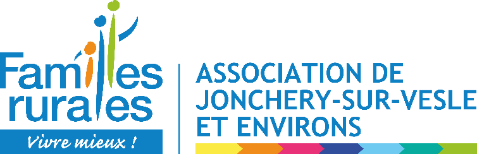 Familles
rurales
Vivre mieux !
ASSOCIATION DE
JONCHERY-SUR-VESLE
ET ENVIRONS